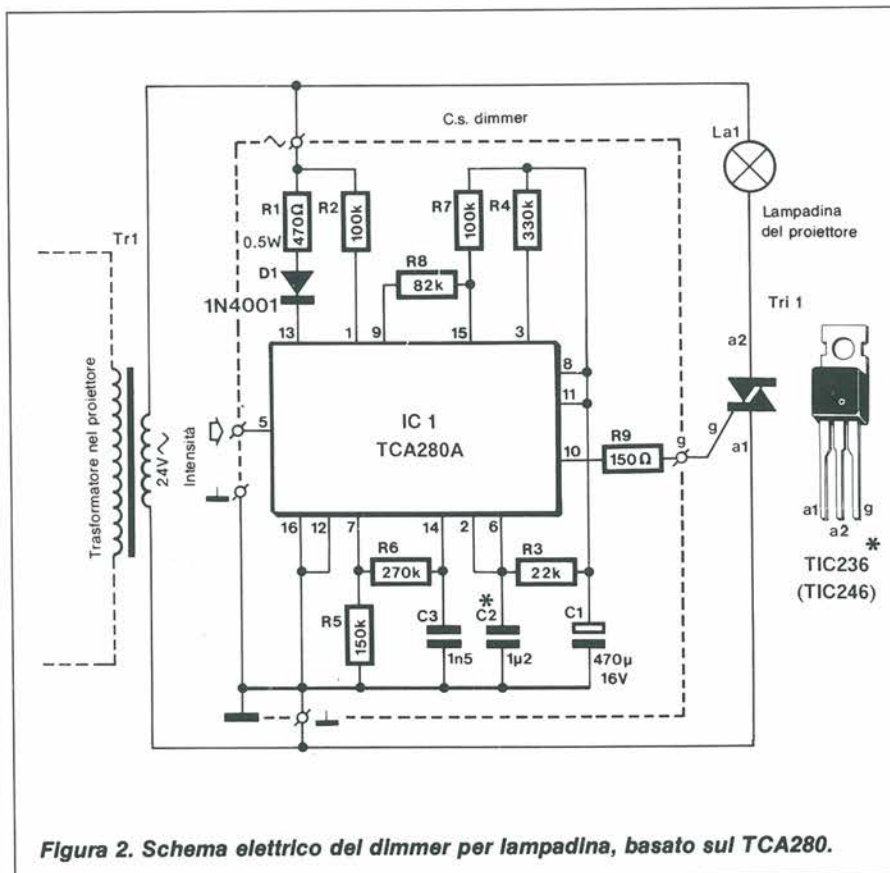 C.s. dimmer
La1
R1
470Ω
0.5W
R2
100k
R7
100k
R4
330k
Lampadina
del proiettore
Tr1
D1
1N4001
R8
82k
Tri 1
13
1
9
15
3
a2
8
11
IC 1
TCA280A
5
10
R9
150Ω
g
g
a1
Trasformatore nel proiettore
24V~
Intensità
16
12
7
14
2
6
a1
a2
g
*
TIC236
(TIC246)
R6
270k
R3
22k
R5
150k
C3
1n5
*
C2
1µ2
C1
470µ
16V
Figura 2. Schema elettrico del dimmer per lampadina, basato sul TCA280.